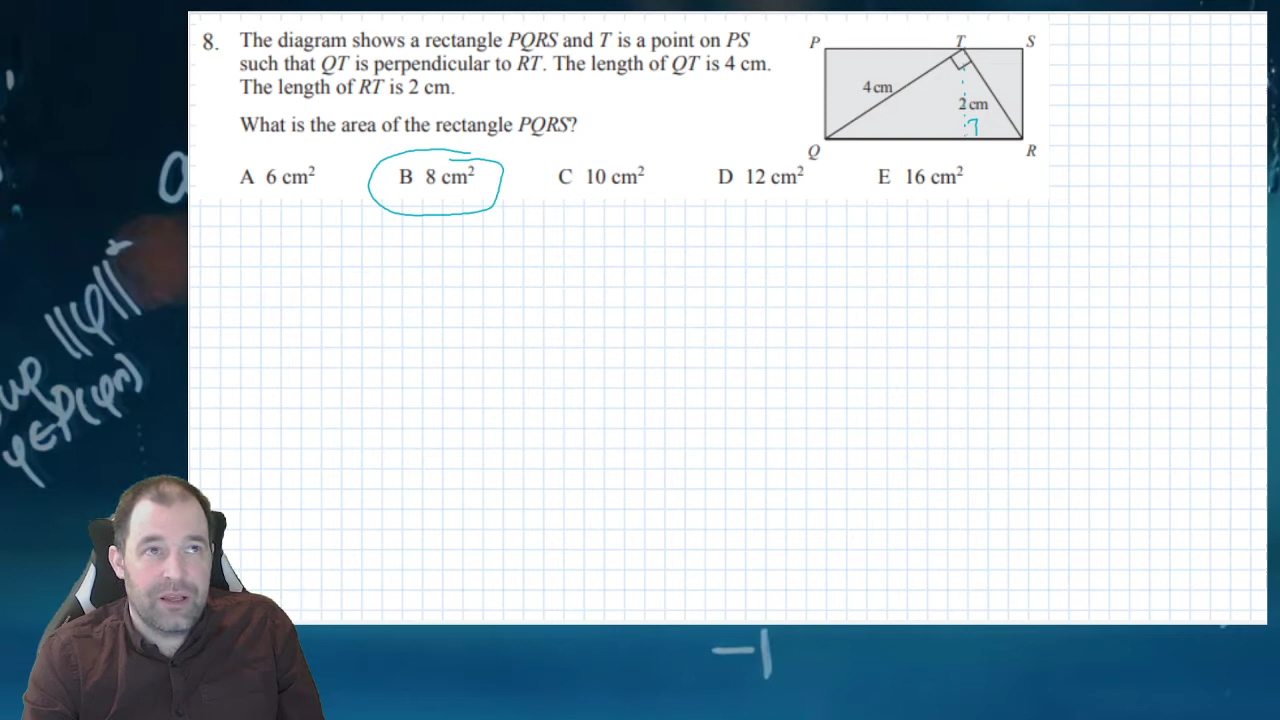 8. The diagram shows a rectangle PQRS and T is a point on PS
such that QT is perpendicular to RT. The length of QT is 4 cm.
The length of RT is 2 cm.
What is the area of the rectangle PQRS?
A 6 cm² B 8 cm² C 10 cm² D 12 cm² E 16 cm²
P T S
4 cm
2 cm
Q R
||φ||
φ∈P(φn)
-1